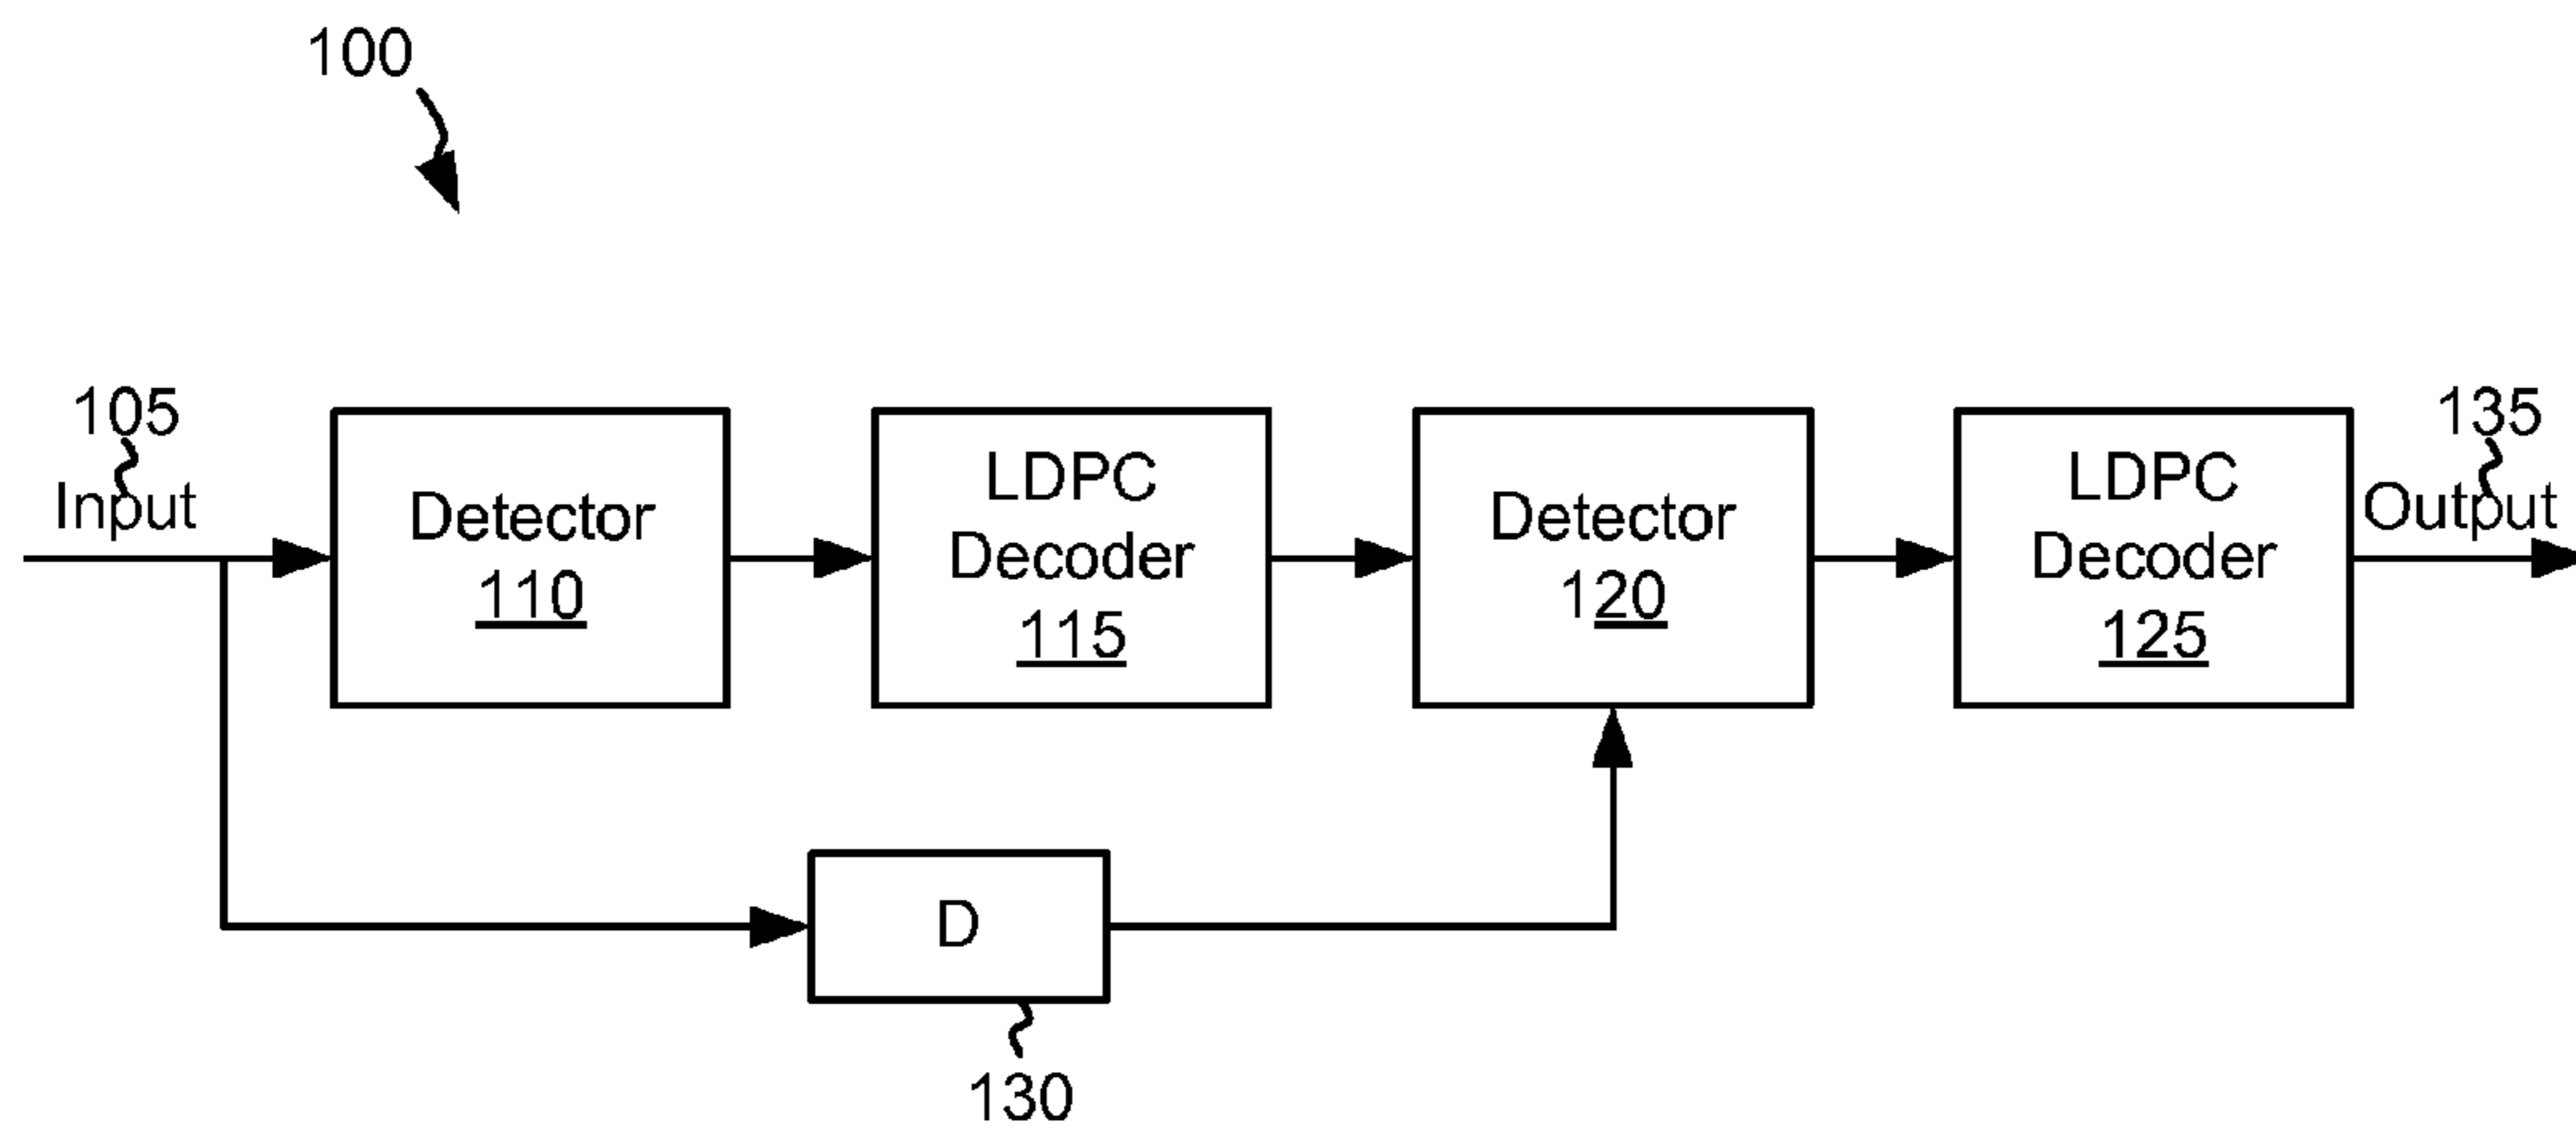 100
105
Input
Detector
110
LDPC
Decoder
115
Detector
120
LDPC
Decoder
125
135
Output
D
130